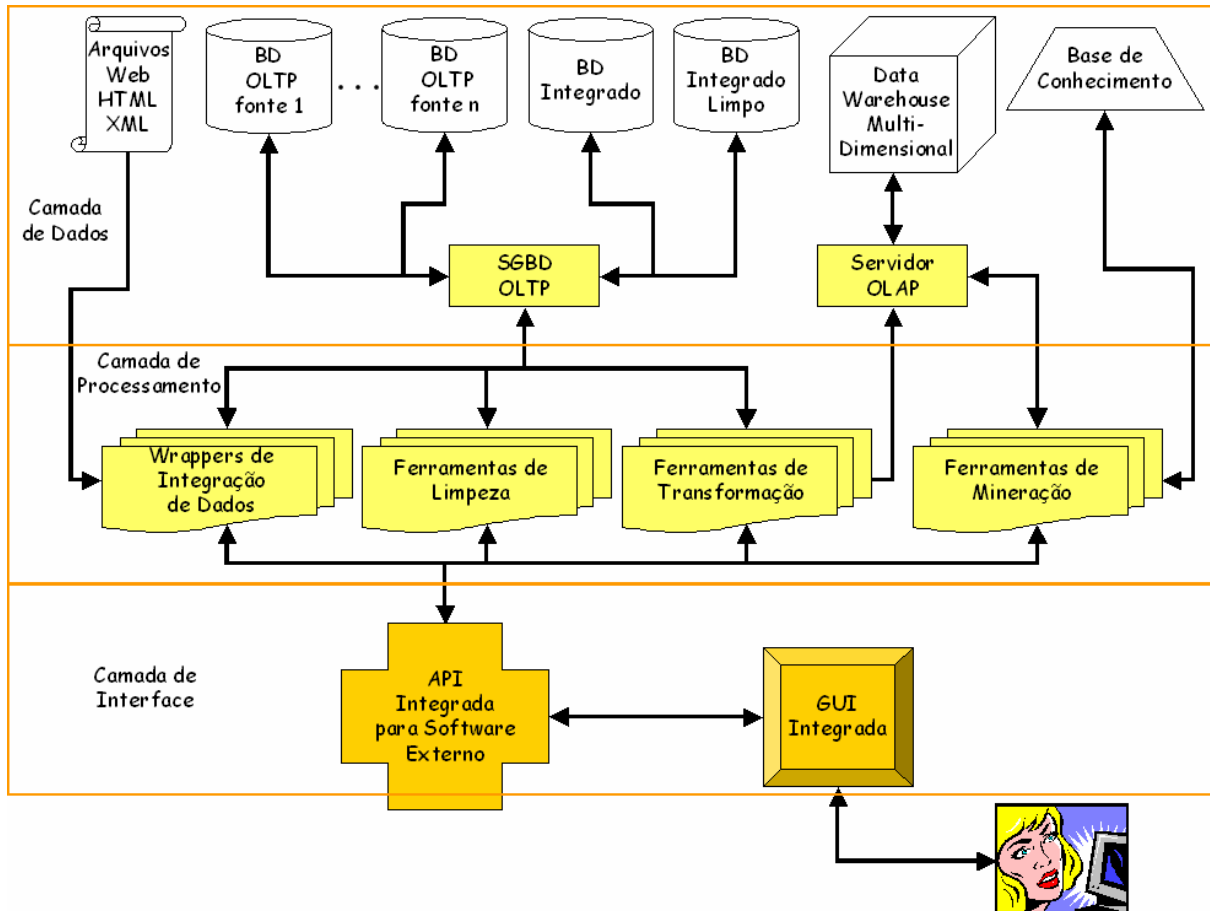 Arquivos
Web
HTML
XML
BD
OLTP
fonte 1
. . .
BD
OLTP
fonte n
BD
Integrado
BD
Integrado
Limpo
Data
Warehouse
Multi-
Dimensional
Base de
Conhecimento
Camada
de Dados
SGBD
OLTP
Servidor
OLAP
Camada de
Processamento
Wrappers de
Integração
de Dados
Ferramentas de
Limpeza
Ferramentas de
Transformação
Ferramentas de
Mineração
Camada de
Interface
API
Integrada
para Software
Externo
GUI
Integrada